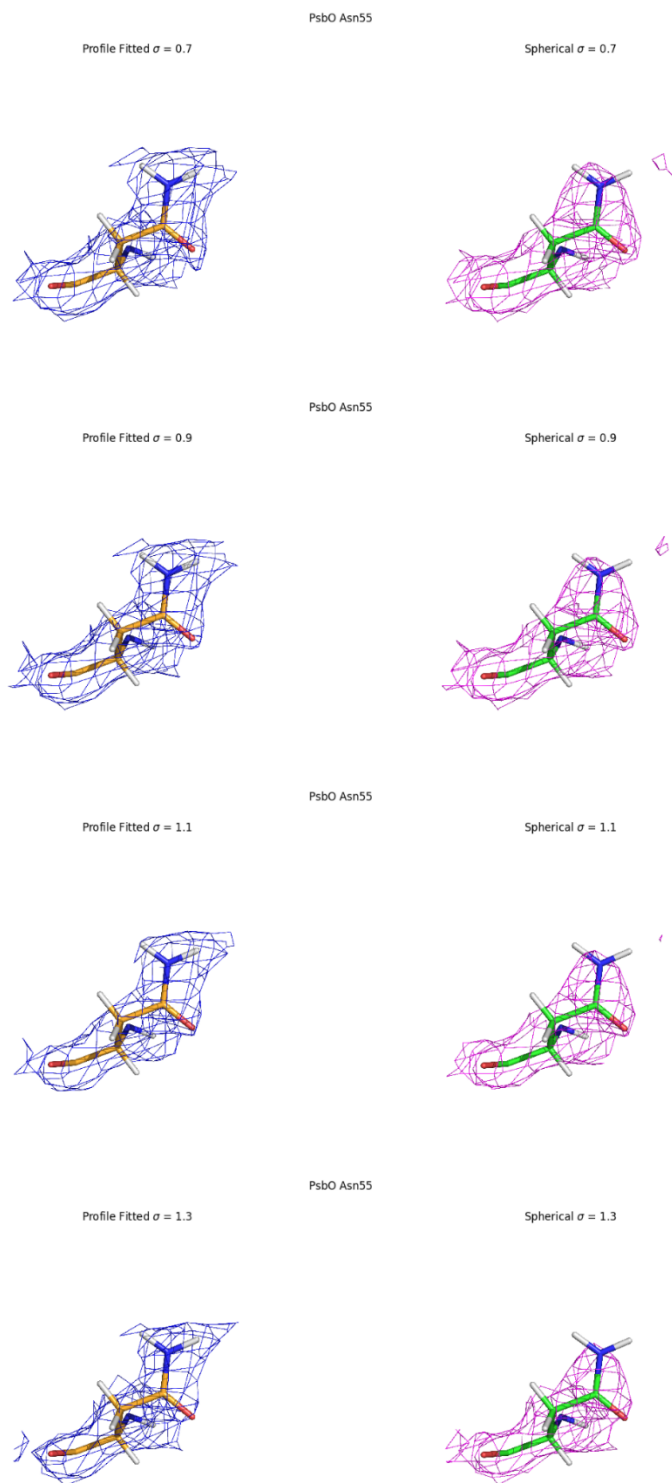 PsbO Asn55
Profile Fitted σ = 0.7
Spherical σ = 0.7
PsbO Asn55
Profile Fitted σ = 0.9
Spherical σ = 0.9
PsbO Asn55
Profile Fitted σ = 1.1
Spherical σ = 1.1
PsbO Asn55
Profile Fitted σ = 1.3
Spherical σ = 1.3